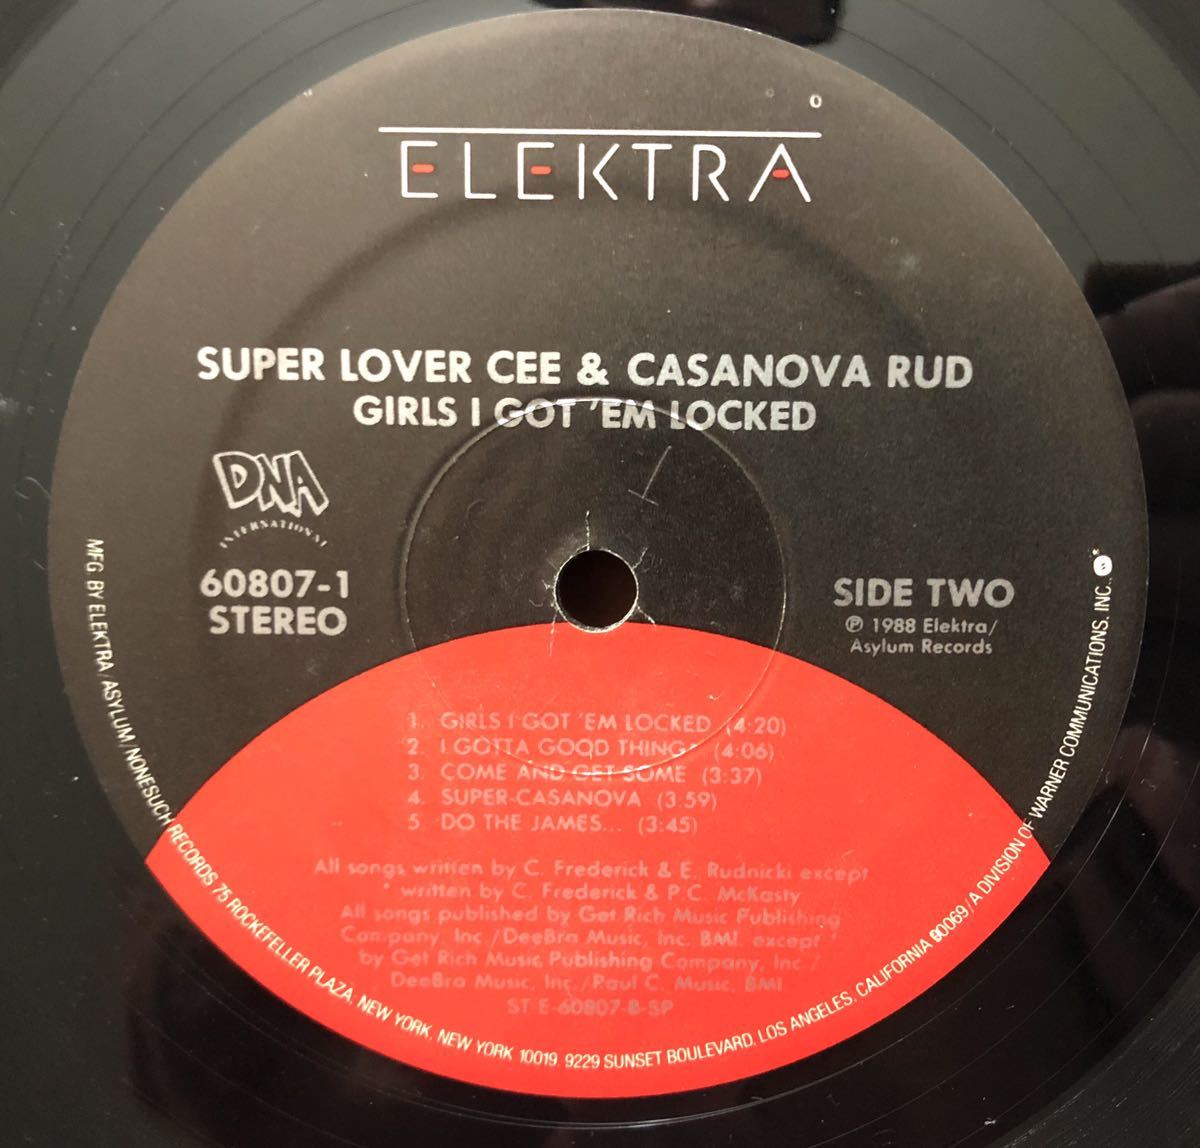 ELEKTRA
SUPER LOVER CEE & CASANOVA RUD
GIRLS I GOT 'EM LOCKED
DNA
INTERNATIONAL
60807-1
STEREO
SIDE TWO
℗ 1988 Elektra/
Asylum Records
1. GIRLS I GOT 'EM LOCKED (4:20)
2. I GOTTA GOOD THING* (4:06)
3. COME AND GET SOME (3:37)
4. SUPER-CASANOVA (3:59)
5. DO THE JAMES... (3:45)
All songs written by C. Frederick & E. Rudnicki except
* written by C. Frederick & P.C. McKasty
All songs published by Get Rich Music Publishing
Company, Inc./DeeBra Music, Inc. BMI. except *
by Get Rich Music Publishing Company, Inc./
DeeBra Music, Inc./Paul C. Music, BMI
ST E-60807-B-SP
MFG BY ELEKTRA/ASYLUM/NONESUCH RECORDS 75 ROCKEFELLER PLAZA, NEW YORK, NEW YORK 10019. 9229 SUNSET BOULEVARD, LOS ANGELES, CALIFORNIA 90069/A DIVISION OF WARNER COMMUNICATIONS. INC.